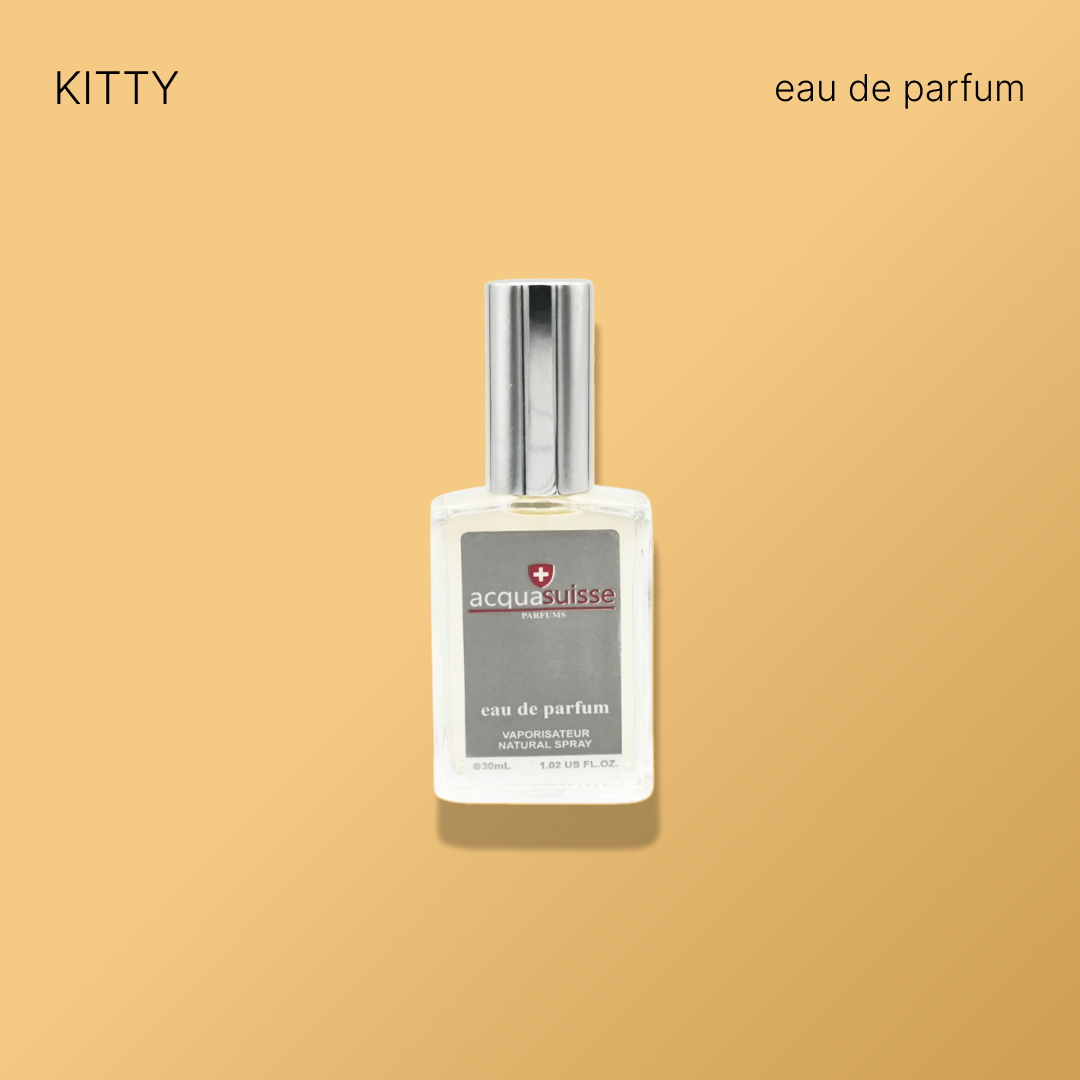 KITTY
eau de parfum
acquasuisse
PARFUMS
eau de parfum
VAPORISATEUR
NATURAL SPRAY
℮30mL 1.02 US FL.OZ.